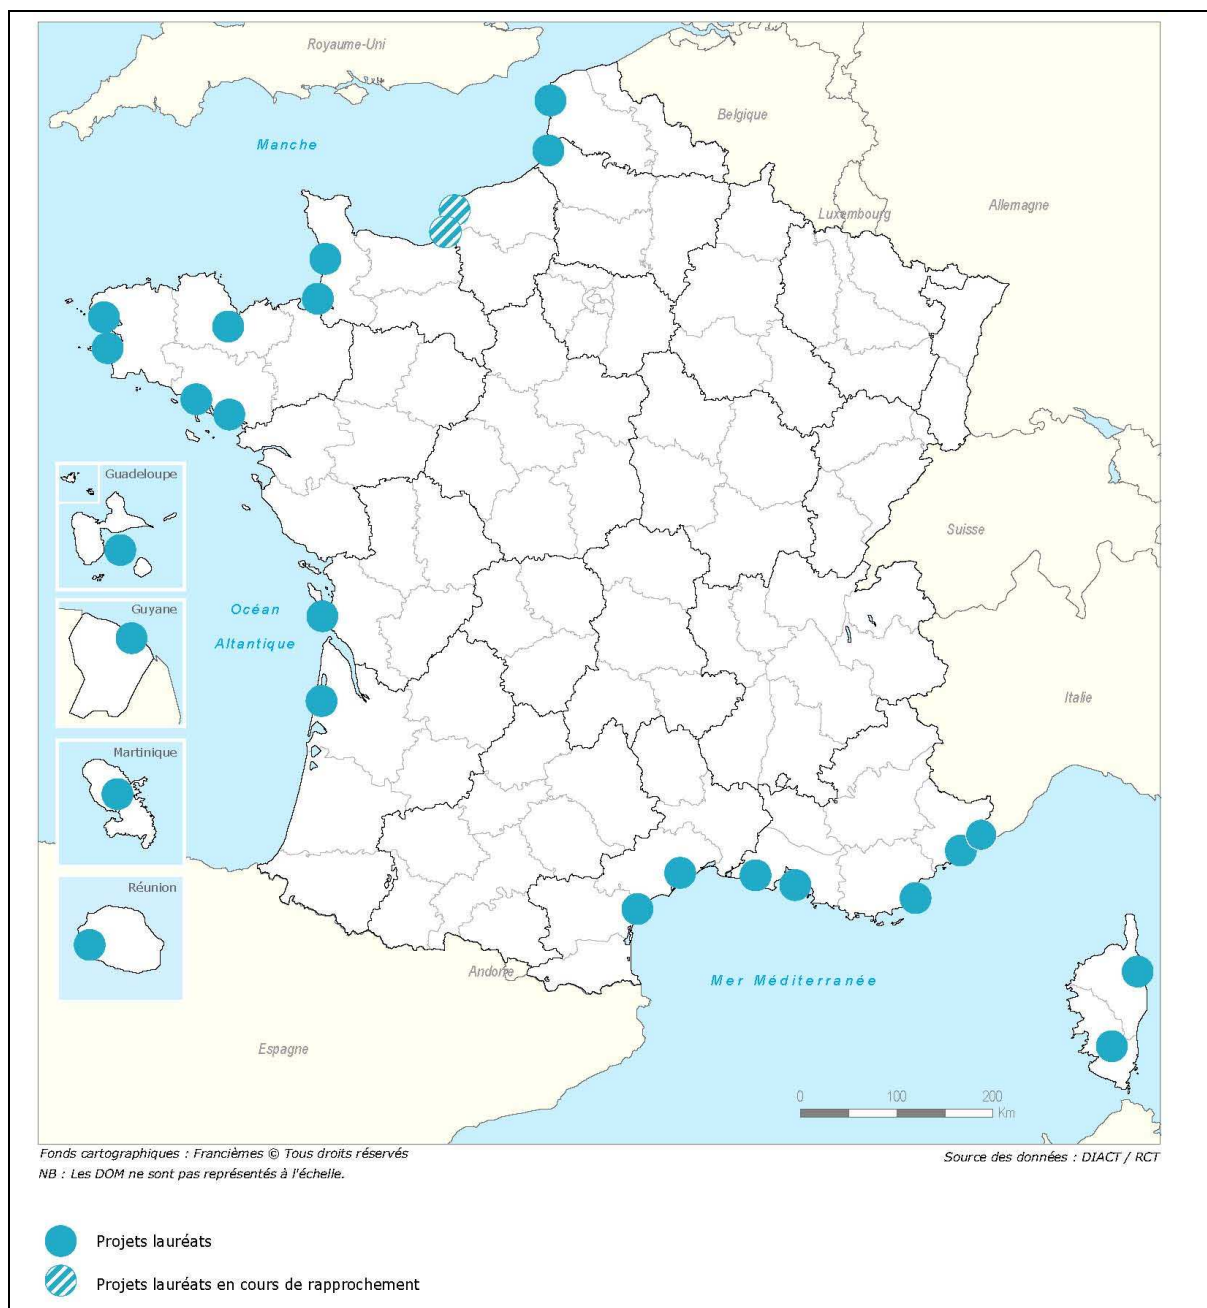 Royaume-Uni
Belgique
Manche
Luxembourg
Allemagne
Guadeloupe
Suisse
Guyane
Océan
Altantique
Italie
Martinique
Réunion
Andorre
Mer Méditerranée
Espagne
0 100 200
Km
Fonds cartographiques : Francièmes © Tous droits réservés
Source des données : DIACT / RCT
NB : Les DOM ne sont pas représentés à l'échelle.
Projets lauréats
Projets lauréats en cours de rapprochement